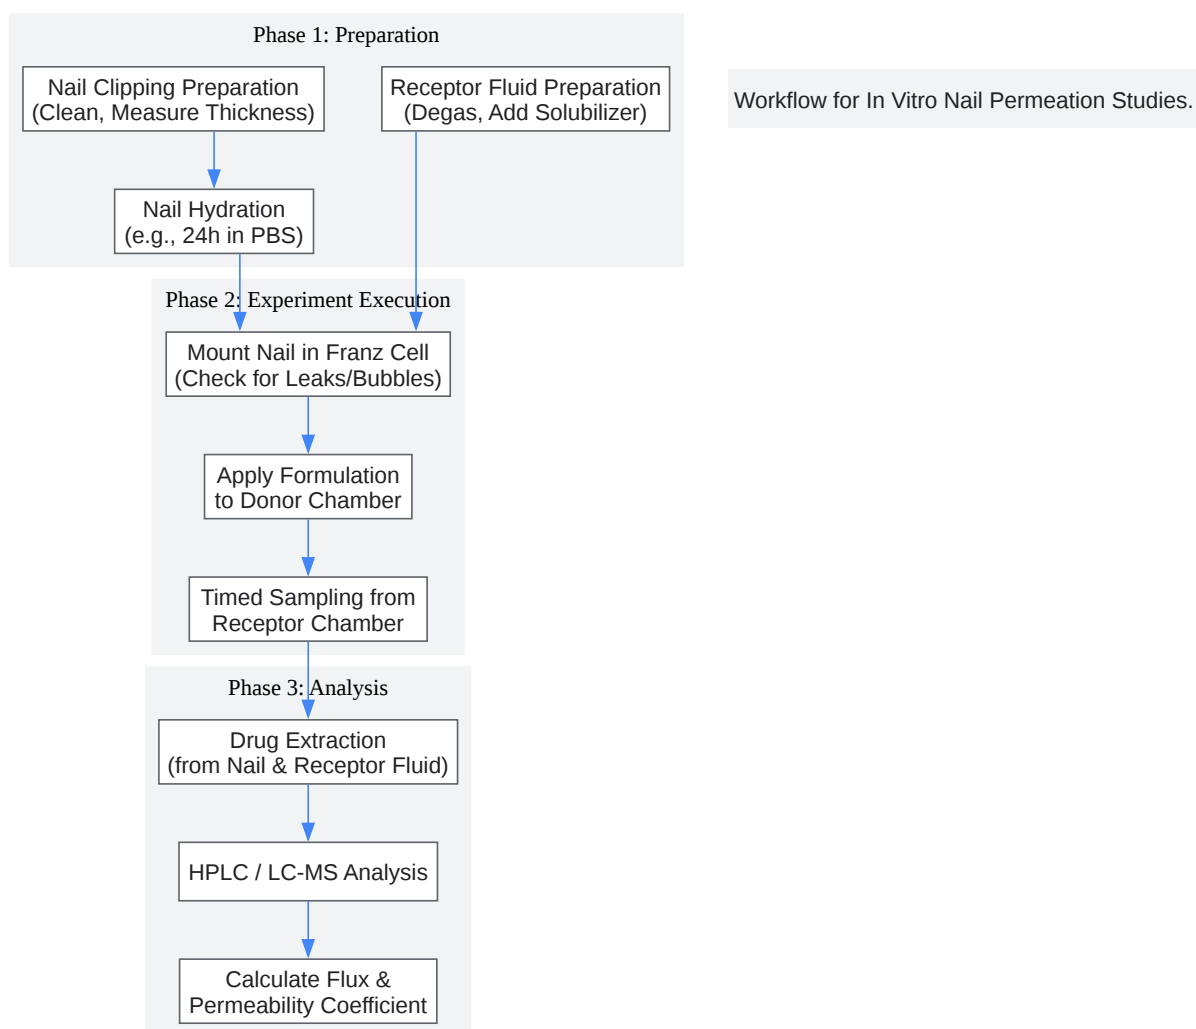 Phase 1: Preparation
Nail Clipping Preparation
(Clean, Measure Thickness)
Receptor Fluid Preparation
(Degas, Add Solubilizer)
Workflow for In Vitro Nail Permeation Studies.
Nail Hydration
(e.g., 24h in PBS)
Phase 2: Experiment Execution
Mount Nail in Franz Cell
(Check for Leaks/Bubbles)
Apply Formulation
to Donor Chamber
Timed Sampling from
Receptor Chamber
Phase 3: Analysis
Drug Extraction
(from Nail & Receptor Fluid)
HPLC / LC-MS Analysis
Calculate Flux &
Permeability Coefficient